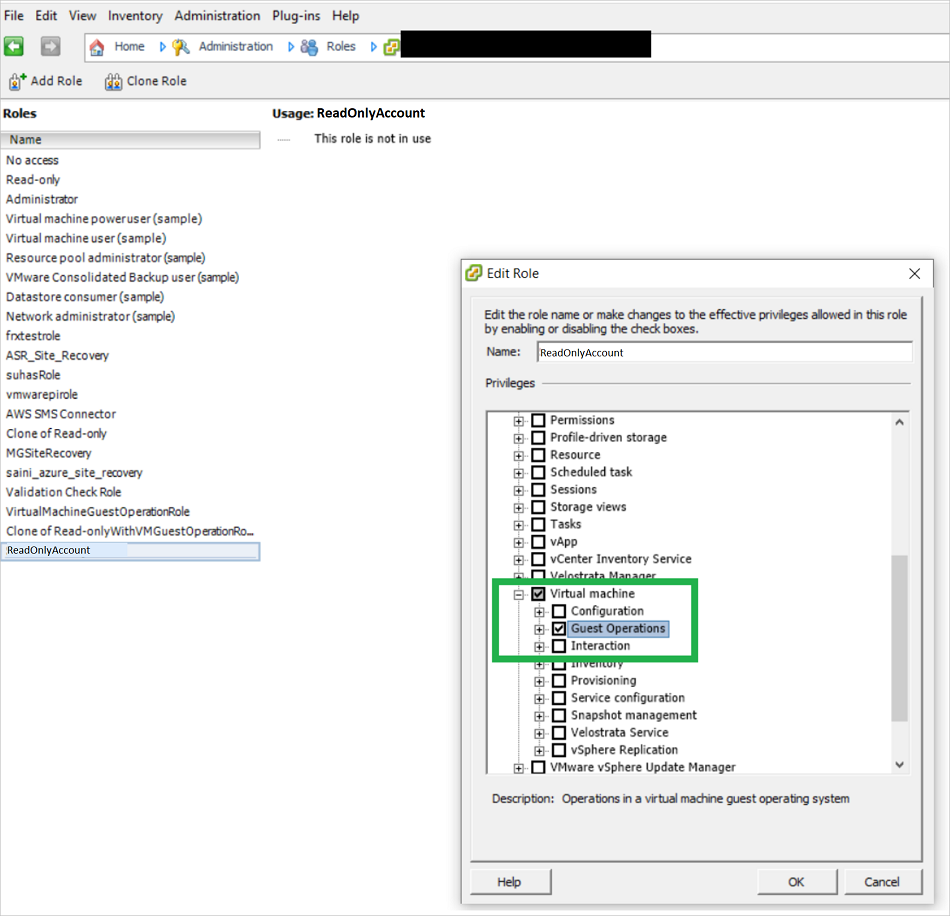 File Edit View Inventory Administration Plug-ins Help
Home Administration Roles
Add Role Clone Role
Roles
Name
No access
Read-only
Administrator
Virtual machine power user (sample)
Virtual machine user (sample)
Resource pool administrator (sample)
VMware Consolidated Backup user (sample)
Datastore consumer (sample)
Network administrator (sample)
frxtestrole
ASR_Site_Recovery
suhasRole
vmwarepirole
AWS SMS Connector
Clone of Read-only
MGSiteRecovery
saini_azure_site_recovery
Validation Check Role
VirtualMachineGuestOperationRole
Clone of Read-onlyWithVMGuestOperationRo...
ReadOnlyAccount
Usage: ReadOnlyAccount
This role is not in use
Edit Role
Edit the role name or make changes to the effective privileges allowed in this role
by enabling or disabling the check boxes.
Name: ReadOnlyAccount
Privileges
Permissions
Profile-driven storage
Resource
Scheduled task
Sessions
Storage views
Tasks
vApp
vCenter Inventory Service
Velostrata Manager
Virtual machine
Configuration
Guest Operations
Interaction
Inventory
Provisioning
Service configuration
Snapshot management
Velostrata Service
vSphere Replication
VMware vSphere Update Manager
Description: Operations in a virtual machine guest operating system
Help OK Cancel